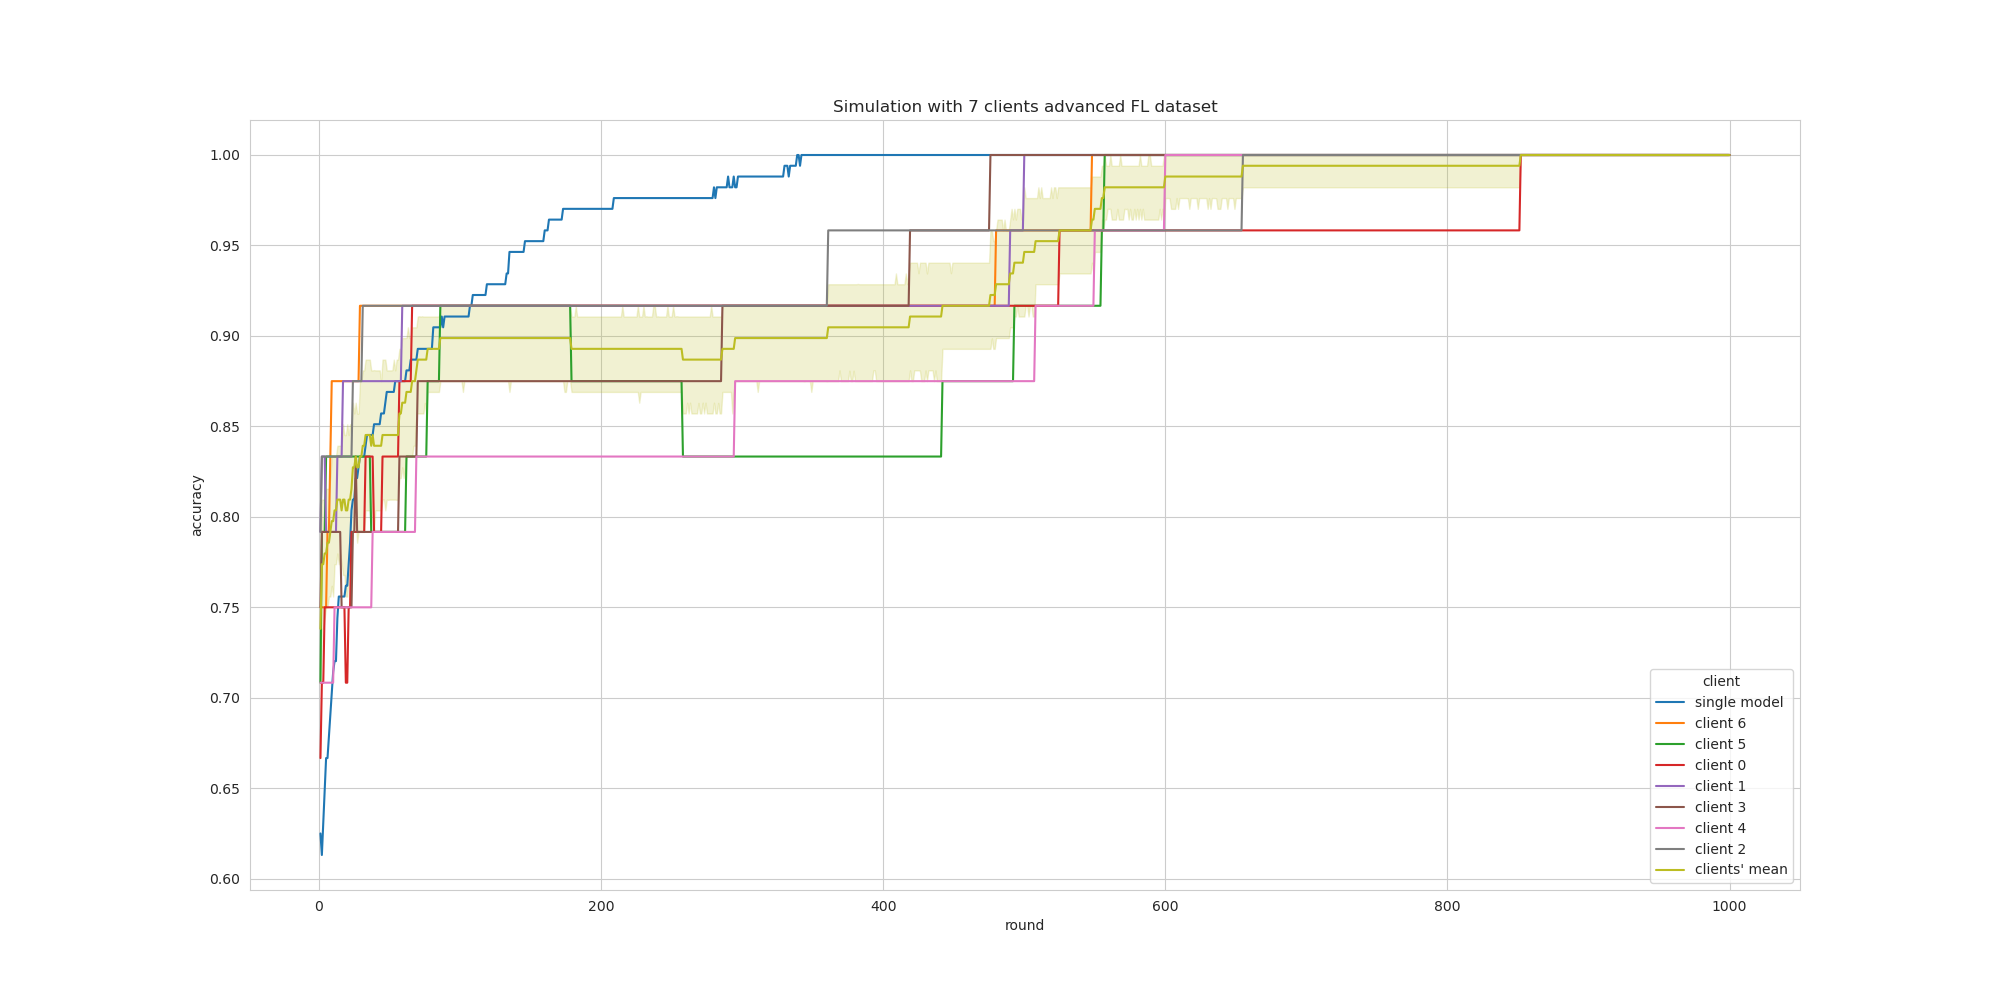 Simulation with 7 clients advanced FL dataset
1.00
0.95
0.90
0.85
0.80
0.75
0.70
0.65
0.60
accuracy
0 200 400 600 800 1000
round
client
single model
client 6
client 5
client 0
client 1
client 3
client 4
client 2
clients' mean